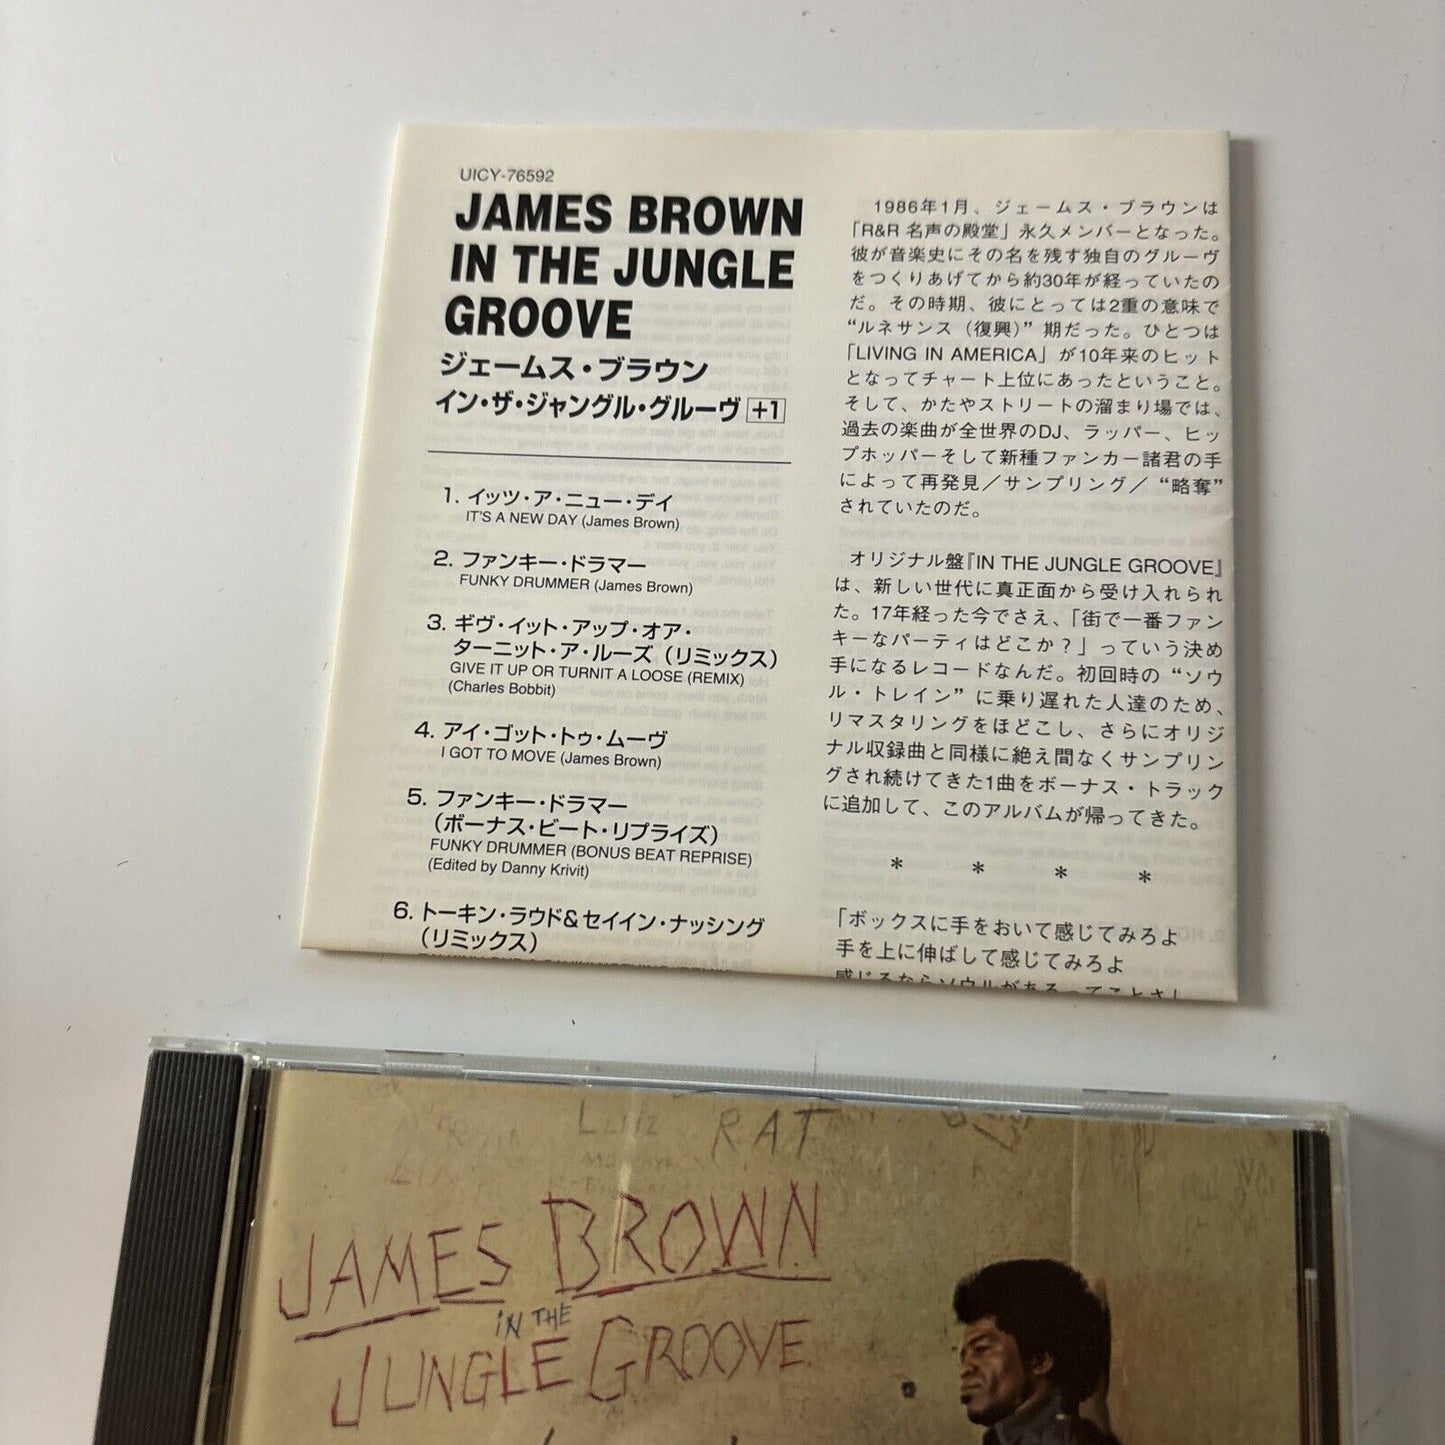 UICY-76592
JAMES BROWN
IN THE JUNGLE
GROOVE
ジェームス・ブラウン
イン・ザ・ジャングル・グルーヴ +1
1. イッツ・ア・ニュー・デイ
IT'S A NEW DAY (James Brown)
2. ファンキー・ドラマー
FUNKY DRUMMER (James Brown)
3. ギヴ・イット・アップ・オア・
ターニット・ア・ルーズ（リミックス）
GIVE IT UP OR TURNIT A LOOSE (REMIX)
(Charles Bobbit)
4. アイ・ゴット・トゥ・ムーヴ
I GOT TO MOVE (James Brown)
5. ファンキー・ドラマー
（ボーナス・ビート・リプライズ）
FUNKY DRUMMER (BONUS BEAT REPRISE)
(Edited by Danny Krivit)
6. トーキン・ラウド&セイイン・ナッシング
（リミックス）
1986年1月、ジェームス・ブラウンは
「R&R 名声の殿堂」永久メンバーとなった。
彼が音楽史にその名を残す独自のグルーヴ
をつくりあげてから約30年が経っていたの
だ。その時期、彼にとっては2重の意味で
“ルネサンス（復興）”期だった。ひとつは
「LIVING IN AMERICA」が10年来のヒット
となってチャート上位にあったということ。
そして、かたやストリートの溜まり場では、
過去の楽曲が全世界のDJ、ラッパー、ヒッ
プホッパーそして新種ファンカー諸君の手
によって再発見／サンプリング／“略奪”
されていたのだ。
オリジナル盤『IN THE JUNGLE GROOVE』
は、新しい世代に真正面から受け入れられ
た。17年経った今でさえ、「街で一番ファン
キーなパーティはどこか？」っていう決め
手になるレコードなんだ。初回時の“ソウ
ル・トレイン”に乗り遅れた人達のため、
リマスタリングをほどこし、さらにオリジ
ナル収録曲と同様に絶え間なくサンプリン
グされ続けてきた1曲をボーナス・トラック
に追加して、このアルバムが帰ってきた。
* * * *
「ボックスに手をおいて感じてみろよ
手を上に伸ばして感じてみろよ
感じるならソウルがあるってことさ」
RAT
JAMES BROWN
IN THE
JUNGLE GROOVE